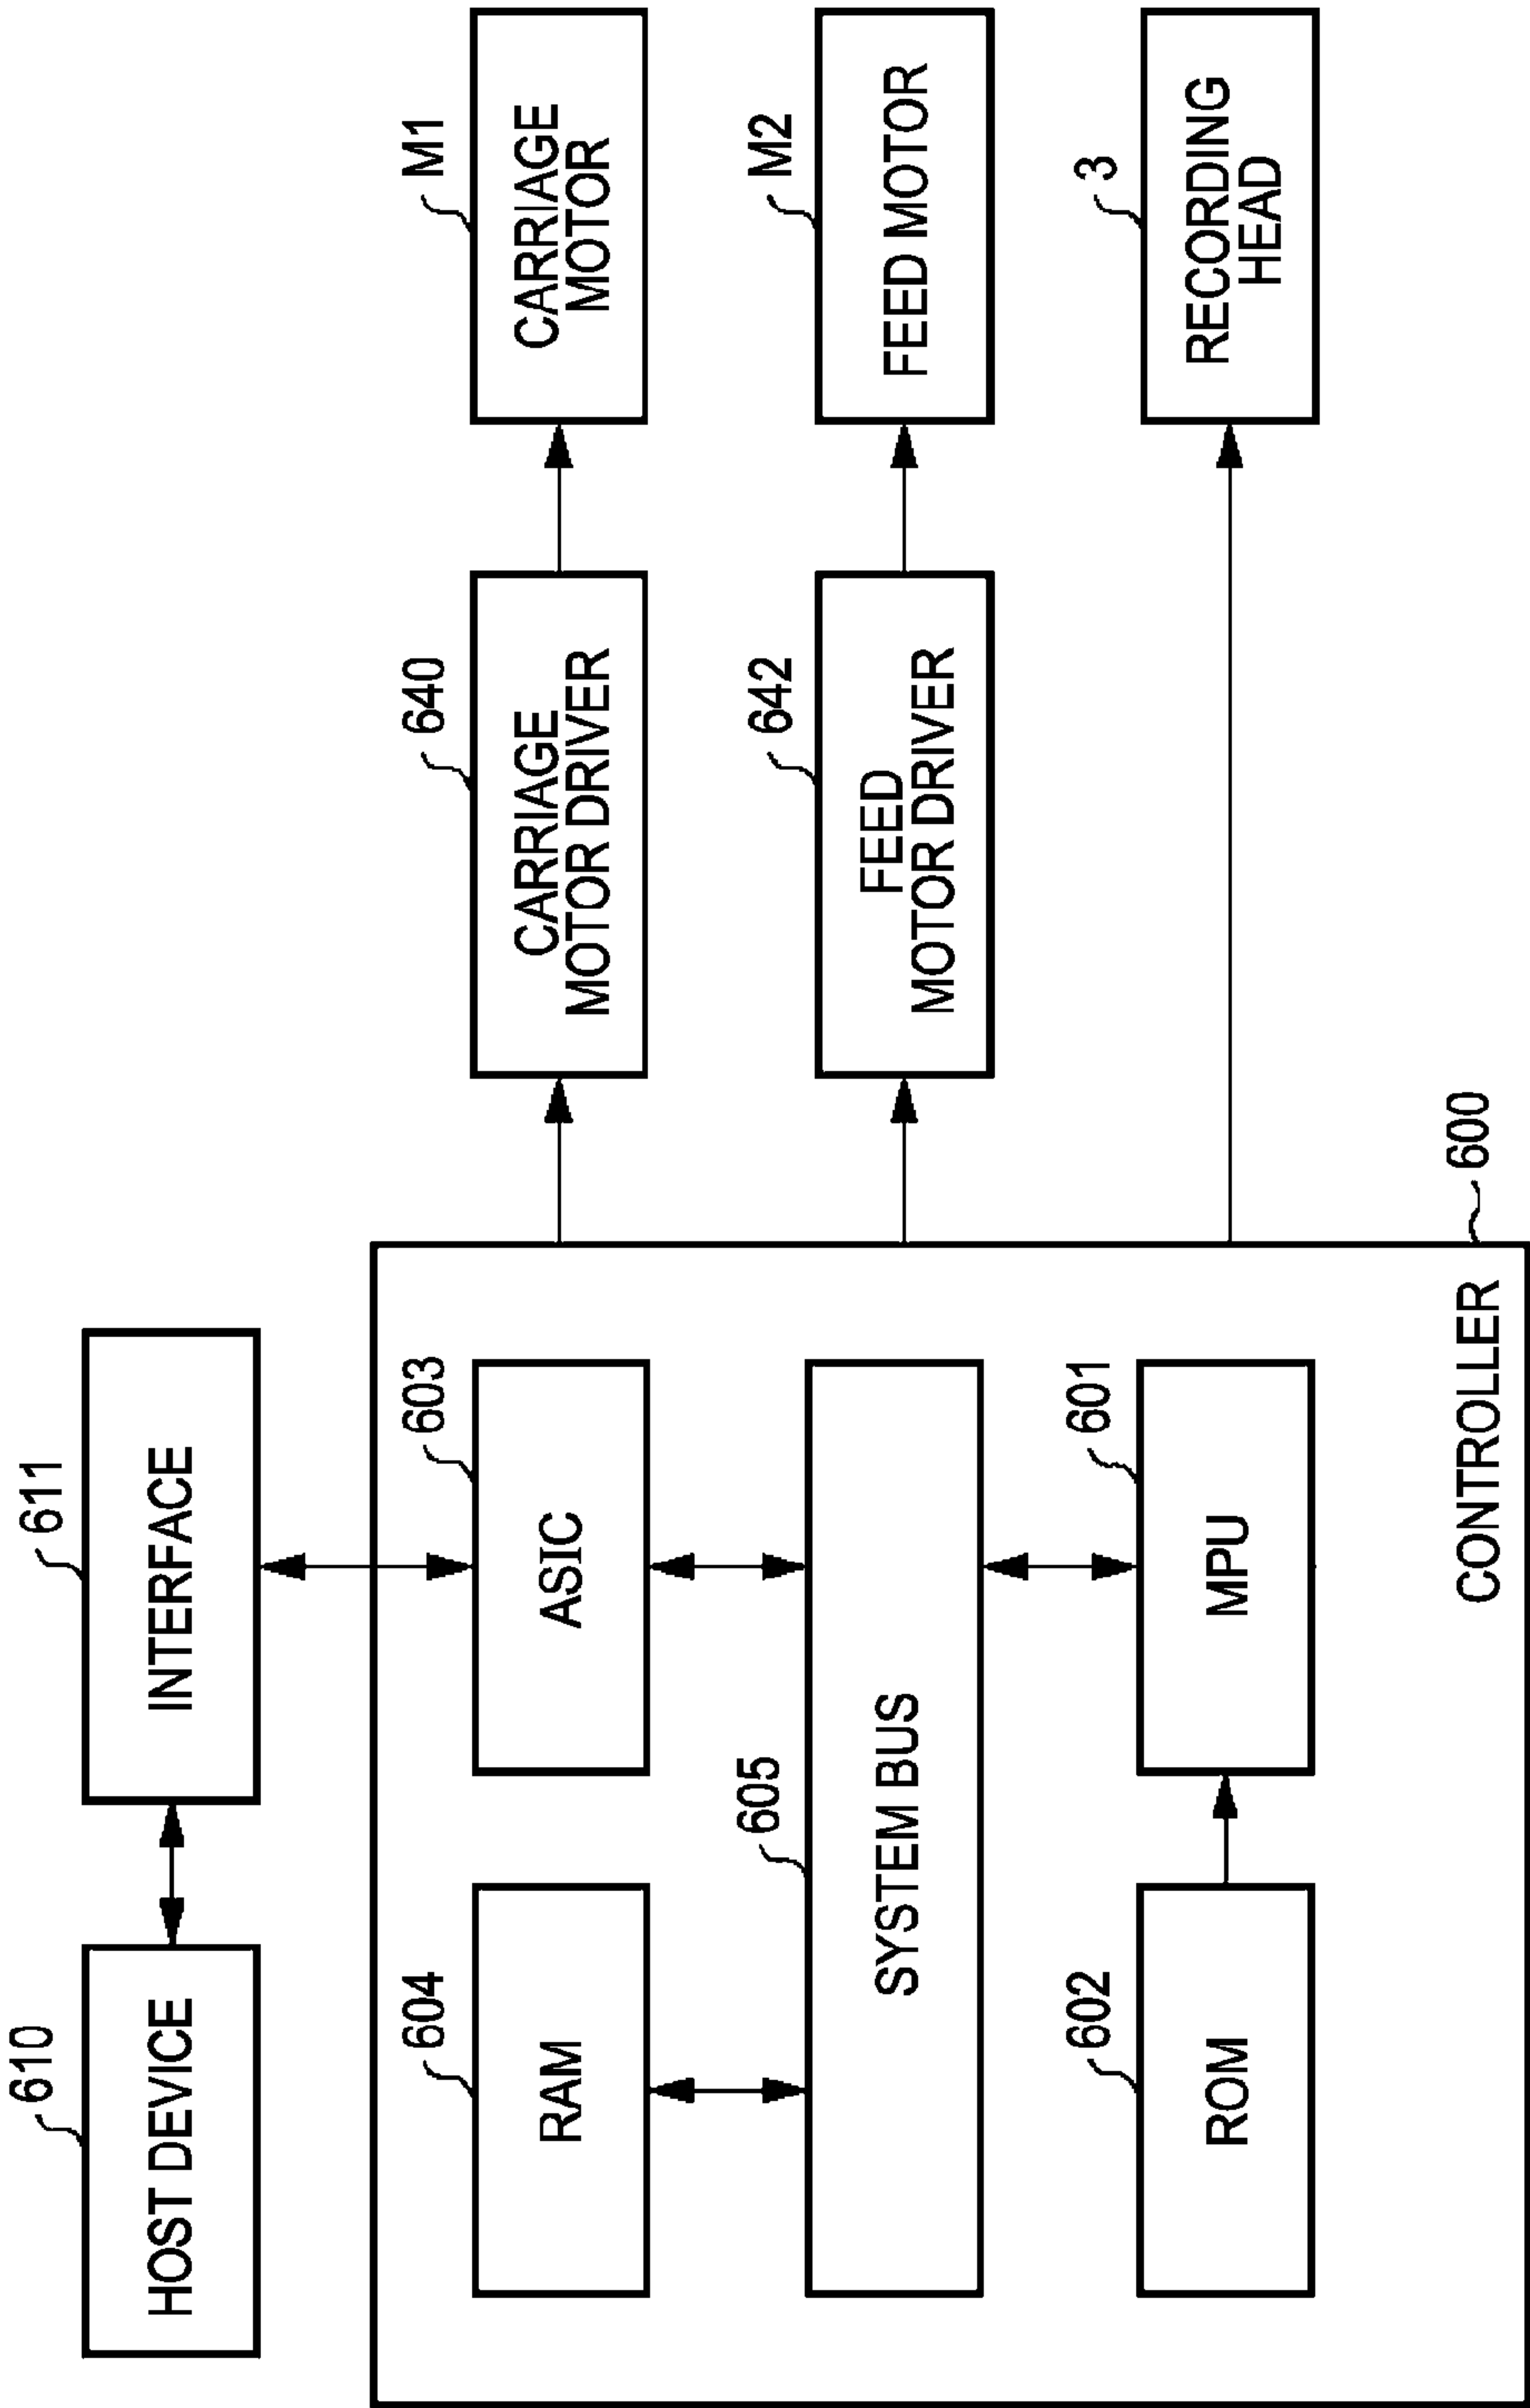 610
HOST DEVICE
611
INTERFACE
604
RAM
603
ASIC
640
CARRIAGE
MOTOR DRIVER
M1
CARRIAGE
MOTOR
605
SYSTEM BUS
642
FEED
MOTOR DRIVER
M2
FEED MOTOR
602
ROM
601
MPU
3
RECORDING
HEAD
CONTROLLER
600